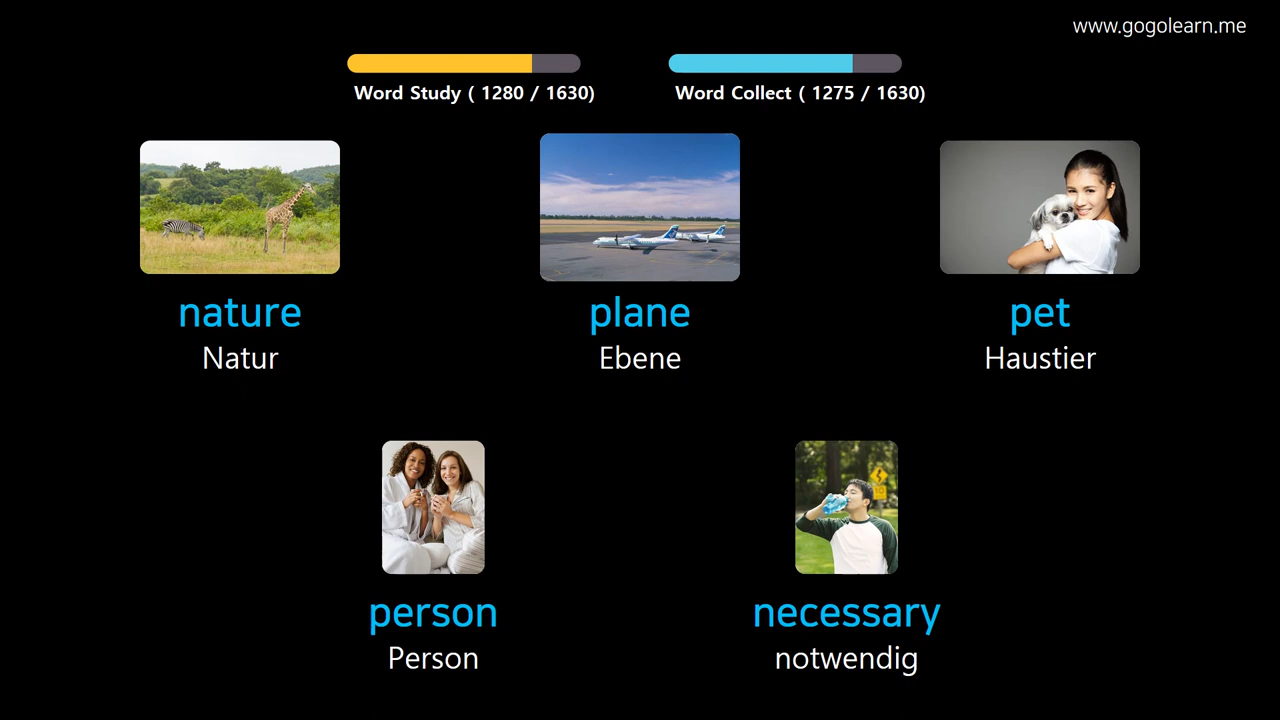 www.gogolearn.me
Word Study ( 1280 / 1630)
Word Collect ( 1275 / 1630)
nature
Natur
plane
Ebene
pet
Haustier
person
Person
necessary
notwendig